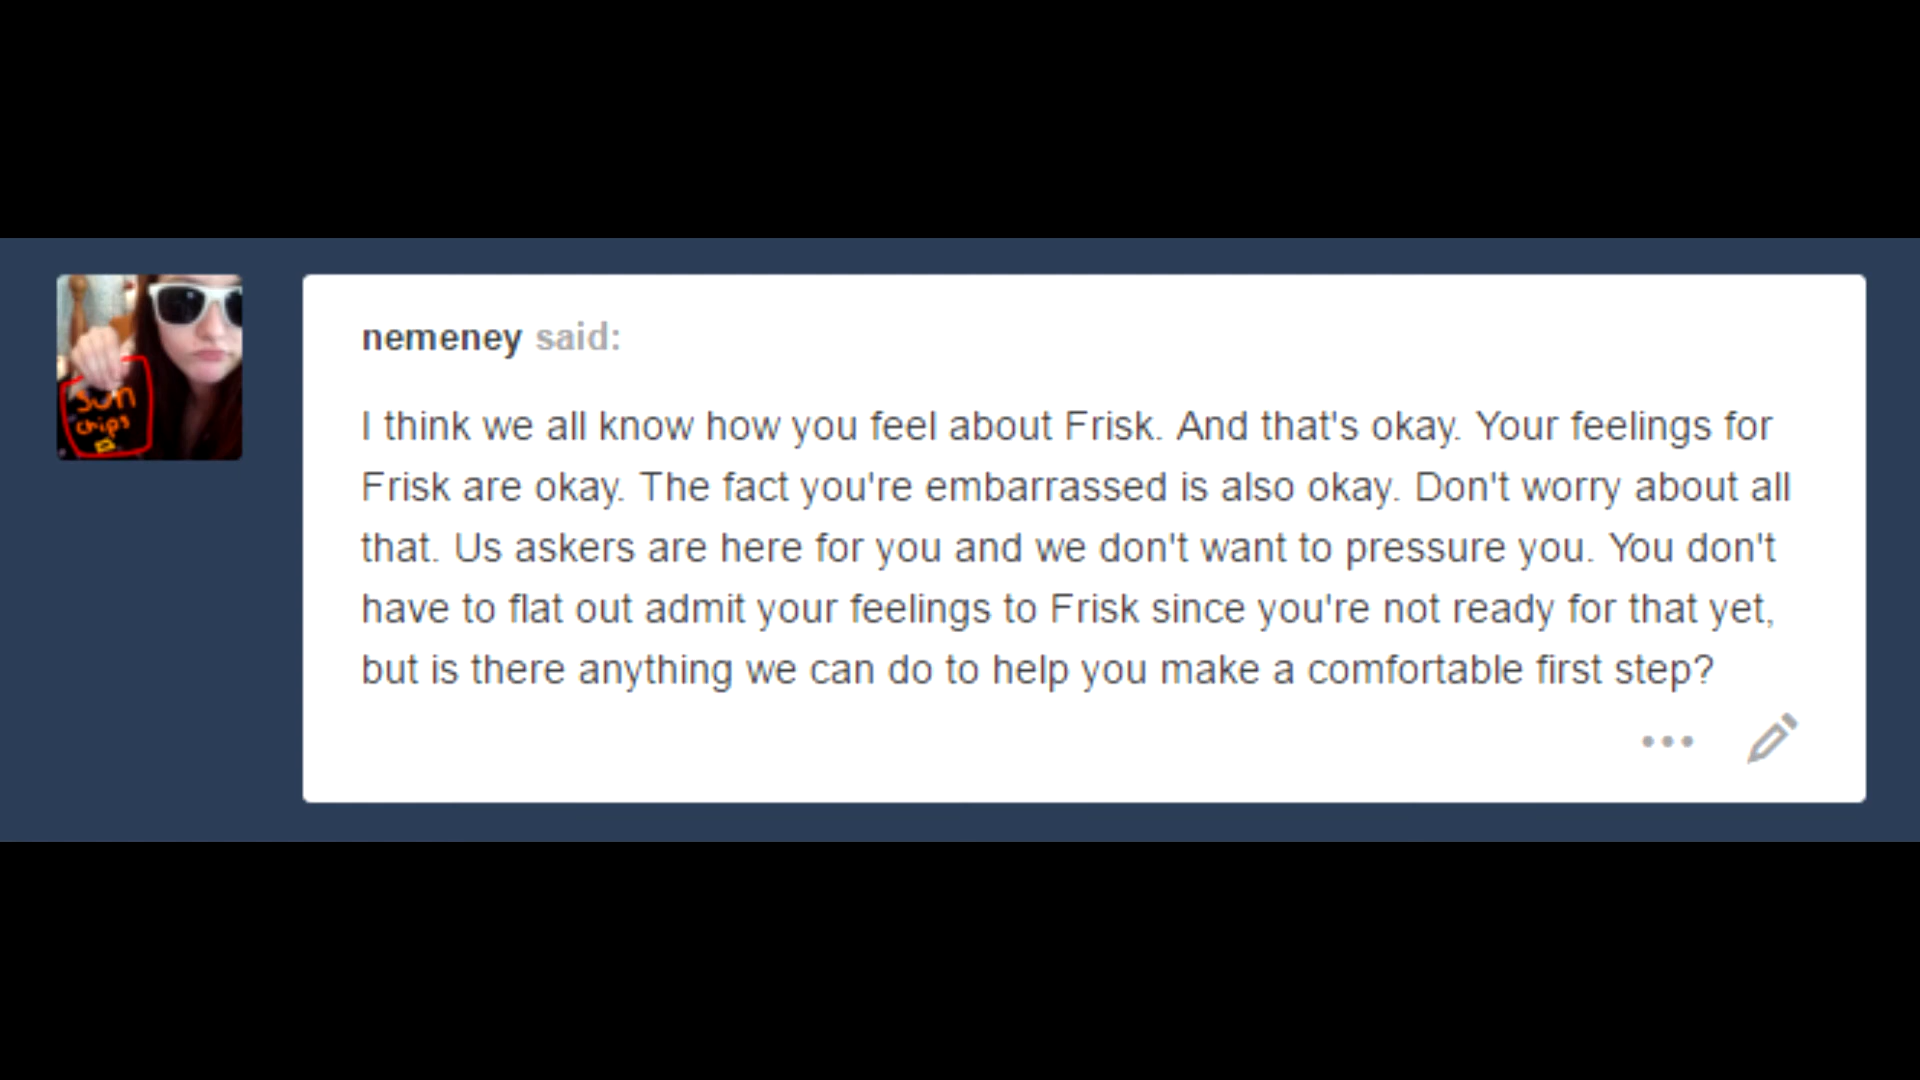 nemeney said:
I think we all know how you feel about Frisk. And that's okay. Your feelings for
Frisk are okay. The fact you're embarrassed is also okay. Don't worry about all
that. Us askers are here for you and we don't want to pressure you. You don't
have to flat out admit your feelings to Frisk since you're not ready for that yet,
but is there anything we can do to help you make a comfortable first step?
Sun
chips